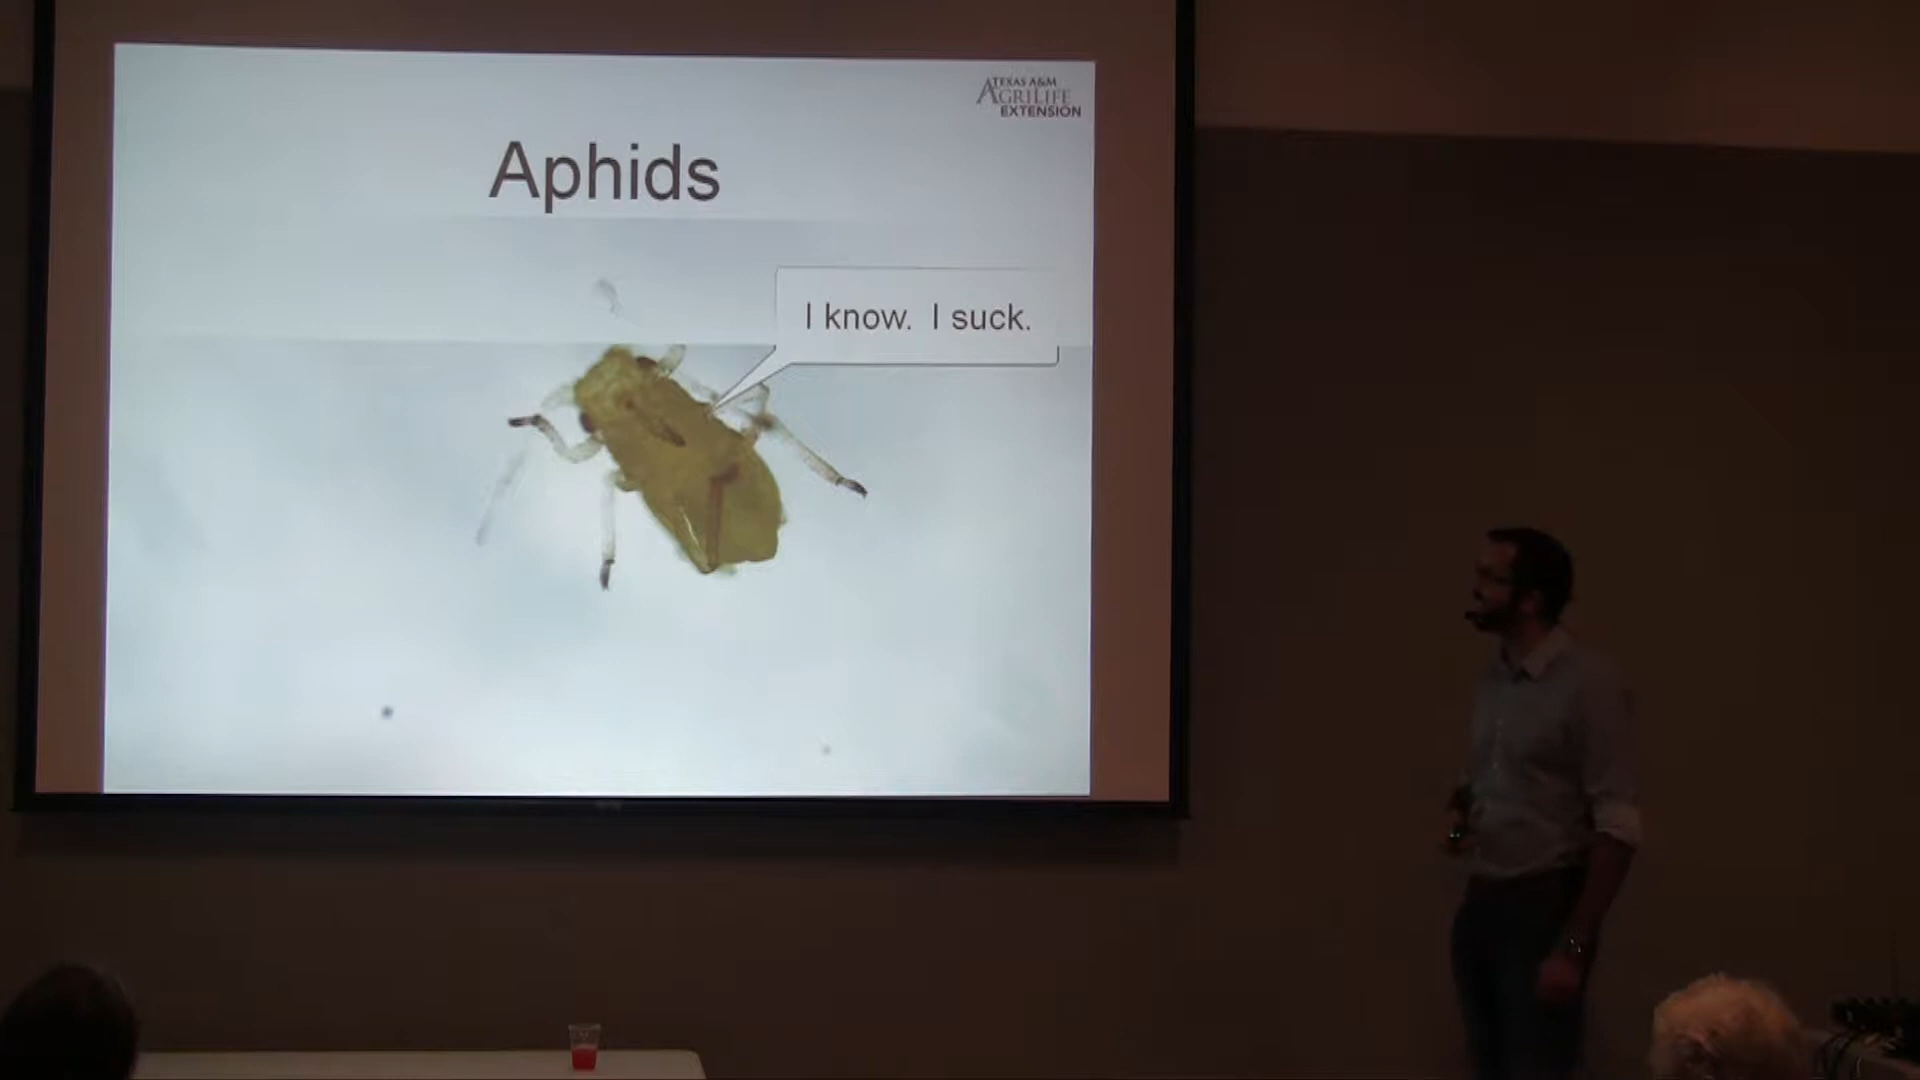 TEXAS A&M
AGRILIFE
EXTENSION
Aphids
I know. I suck.